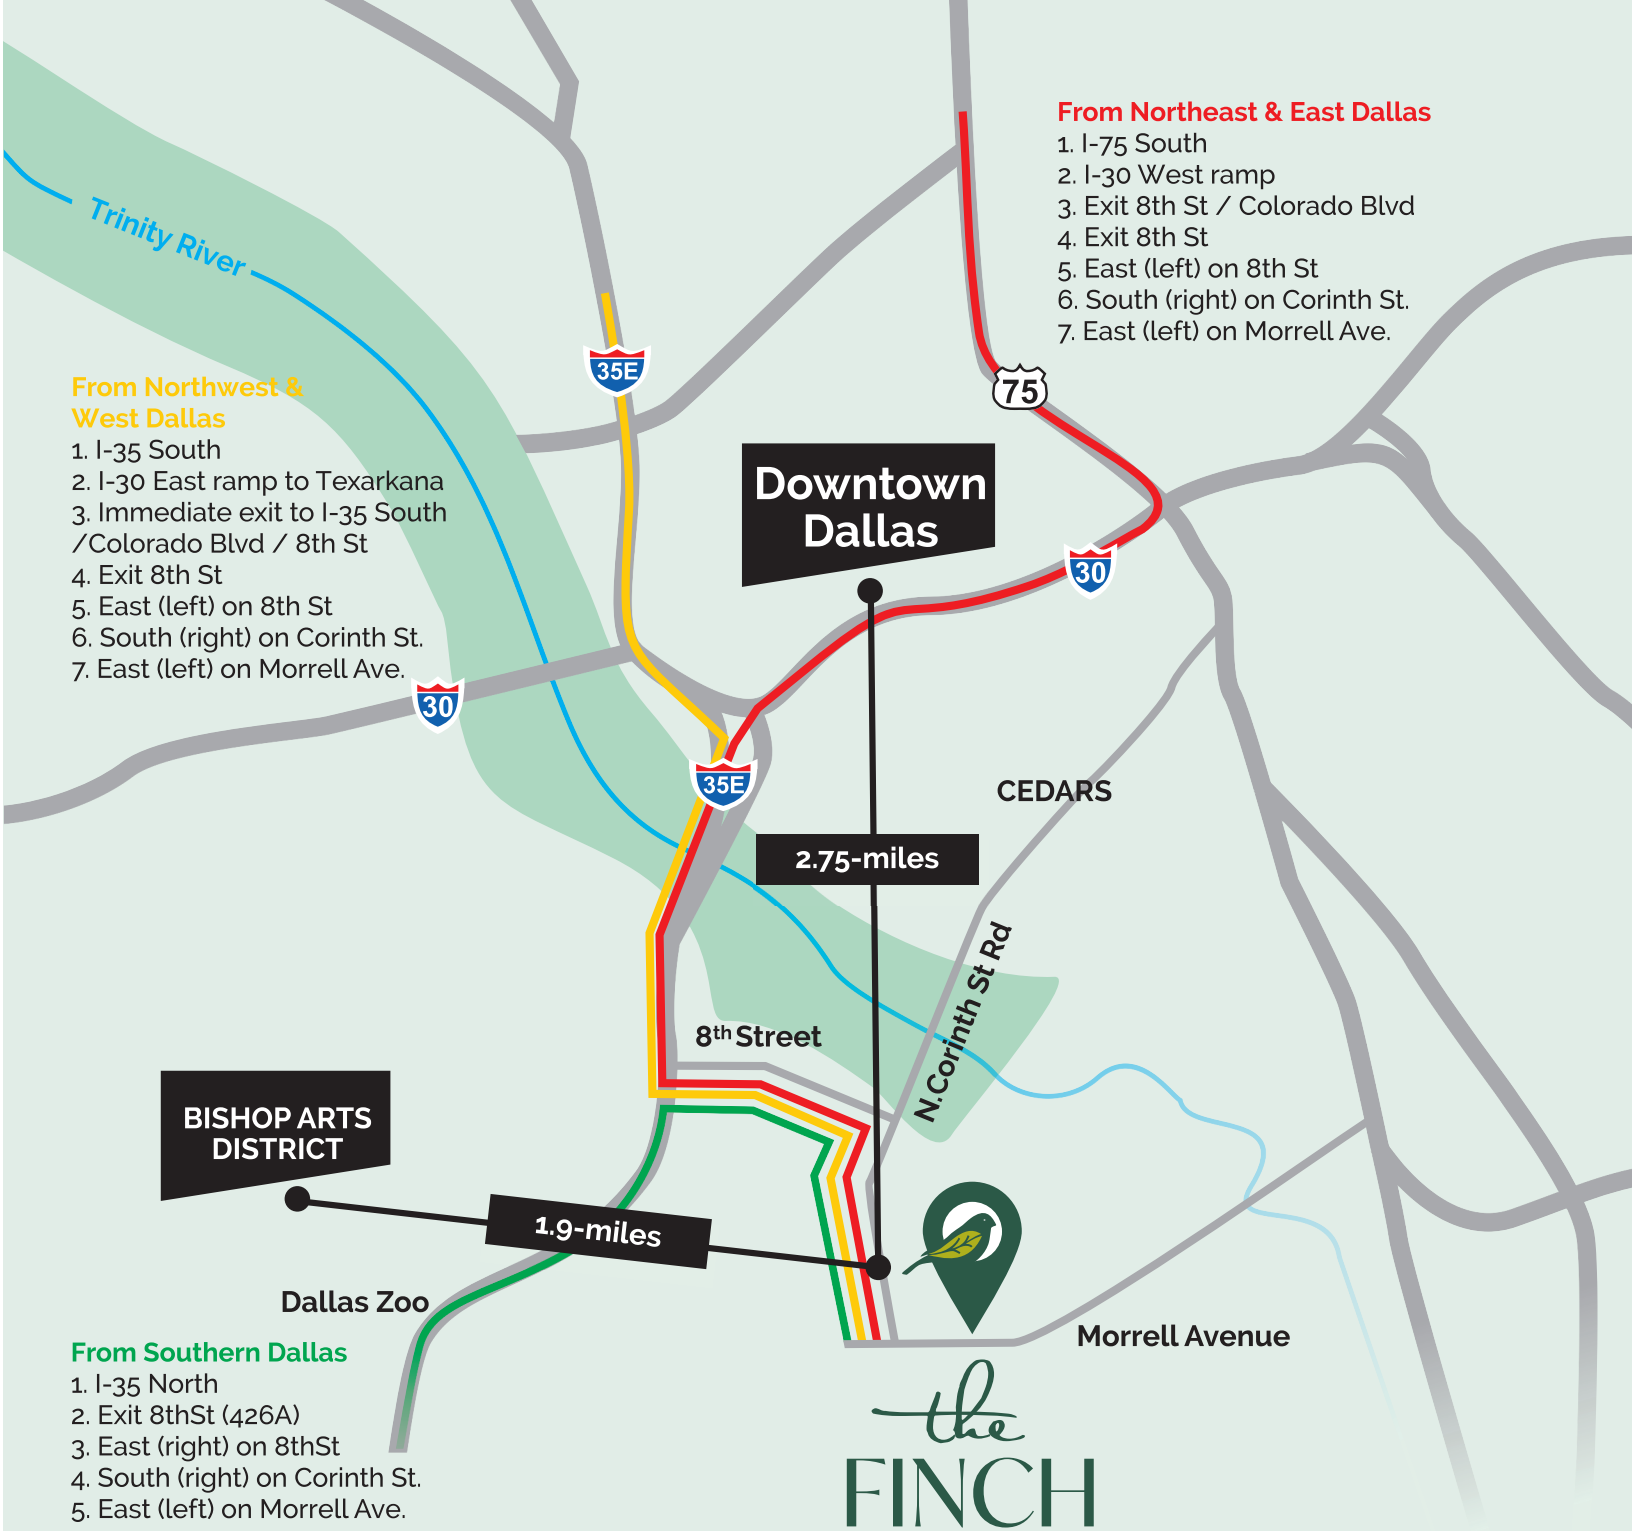 From Northeast & East Dallas
1. I-75 South
2. I-30 West ramp
3. Exit 8th St / Colorado Blvd
4. Exit 8th St
5. East (left) on 8th St
6. South (right) on Corinth St.
7. East (left) on Morrell Ave.
Trinity River
35E
75
From Northwest &
West Dallas
1. I-35 South
2. I-30 East ramp to Texarkana
3. Immediate exit to I-35 South
/Colorado Blvd / 8th St
4. Exit 8th St
5. East (left) on 8th St
6. South (right) on Corinth St.
7. East (left) on Morrell Ave.
Downtown
Dallas
30
30
35E
CEDARS
2.75-miles
N.Corinth St Rd
8th Street
BISHOP ARTS
DISTRICT
1.9-miles
Dallas Zoo
Morrell Avenue
From Southern Dallas
1. I-35 North
2. Exit 8thSt (426A)
3. East (right) on 8thSt
4. South (right) on Corinth St.
5. East (left) on Morrell Ave.
the
FINCH